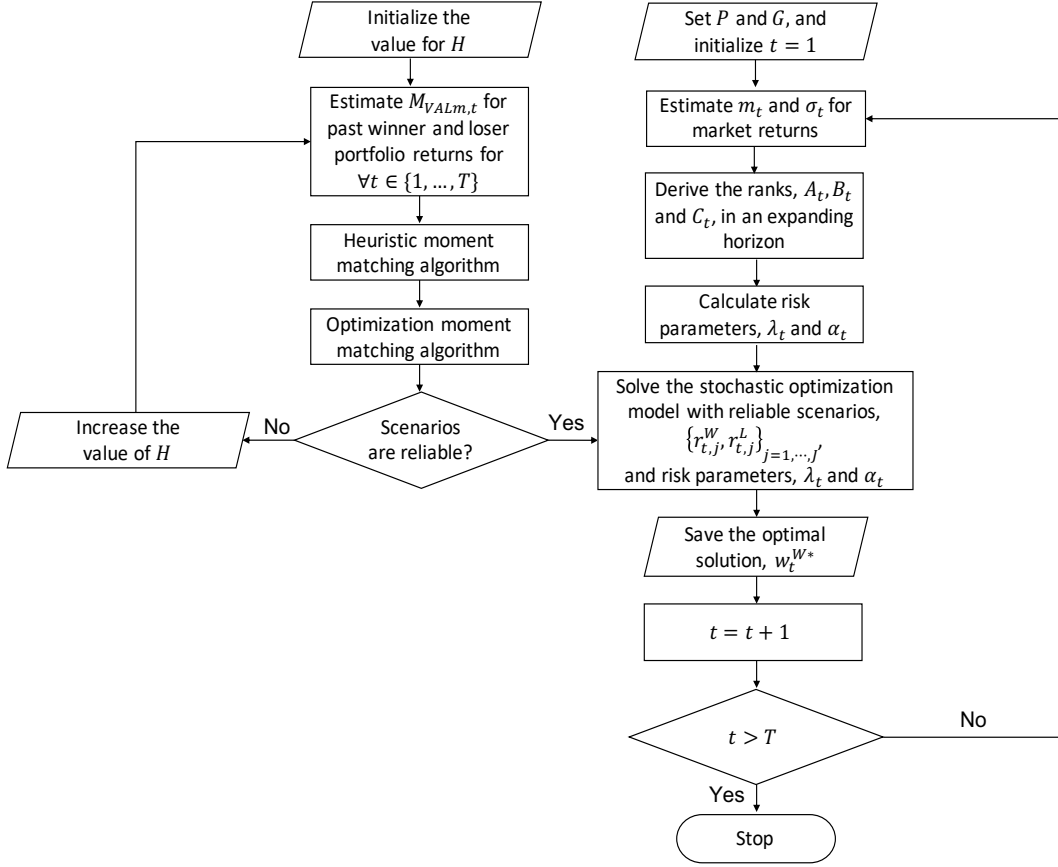 Initialize the
value for H
Estimate M_{VALm,t} for
past winner and loser
portfolio returns for
∀t ∈ {1, … , T}
Heuristic moment
matching algorithm
Optimization moment
matching algorithm
Scenarios
are reliable?
No
Yes
Increase the
value of H
Set P and G, and
initialize t = 1
Estimate m_t and σ_t for
market returns
Derive the ranks, A_t, B_t
and C_t, in an expanding
horizon
Calculate risk
parameters, λ_t and α_t
Solve the stochastic optimization
model with reliable scenarios,
{r_{t,j}^W, r_{t,j}^L}_{j=1,⋯,J},
and risk parameters, λ_t and α_t
Save the optimal
solution, w_t^{W∗}
t = t + 1
t > T
No
Yes
Stop